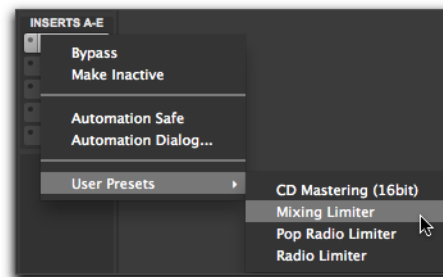 INSERTS A-E
Bypass
Make Inactive
Automation Safe
Automation Dialog...
User Presets
CD Mastering (16bit)
Mixing Limiter
Pop Radio Limiter
Radio Limiter